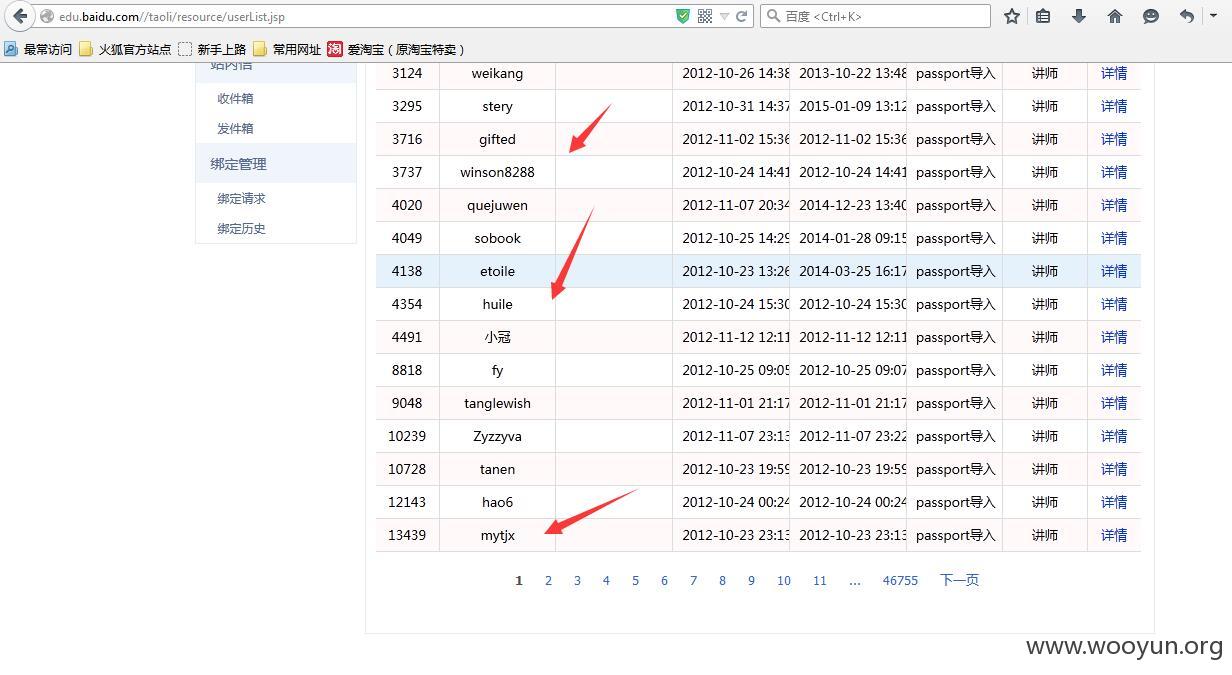 edu.baidu.com//taoli/resource/userList.jsp
百度 <Ctrl+K>
最常访问 火狐官方站点 新手上路 常用网址 淘 爱淘宝（原淘宝特卖）
站内信
收件箱
发件箱
绑定管理
绑定请求
绑定历史
3124 weikang 2012-10-26 14:38 2013-10-22 13:48 passport导入 讲师 详情
3295 stery 2012-10-31 14:37 2015-01-09 13:12 passport导入 讲师 详情
3716 gifted 2012-11-02 15:36 2012-11-02 15:36 passport导入 讲师 详情
3737 winson8288 2012-10-24 14:41 2012-10-24 14:41 passport导入 讲师 详情
4020 quejuwen 2012-11-07 20:34 2014-12-23 13:40 passport导入 讲师 详情
4049 sobook 2012-10-25 14:29 2014-01-28 09:15 passport导入 讲师 详情
4138 etoile 2012-10-23 13:26 2014-03-25 16:17 passport导入 讲师 详情
4354 huile 2012-10-24 15:30 2012-10-24 15:30 passport导入 讲师 详情
4491 小冠 2012-11-12 12:11 2012-11-12 12:11 passport导入 讲师 详情
8818 fy 2012-10-25 09:05 2012-10-25 09:07 passport导入 讲师 详情
9048 tanglewish 2012-11-01 21:17 2012-11-01 21:17 passport导入 讲师 详情
10239 Zyzzyva 2012-11-07 23:13 2012-11-07 23:22 passport导入 讲师 详情
10728 tanen 2012-10-23 19:59 2012-10-23 19:59 passport导入 讲师 详情
12143 hao6 2012-10-24 00:24 2012-10-24 00:24 passport导入 讲师 详情
13439 mytjx 2012-10-23 23:13 2012-10-23 23:13 passport导入 讲师 详情
1 2 3 4 5 6 7 8 9 10 11 ... 46755 下一页
www.wooyun.org